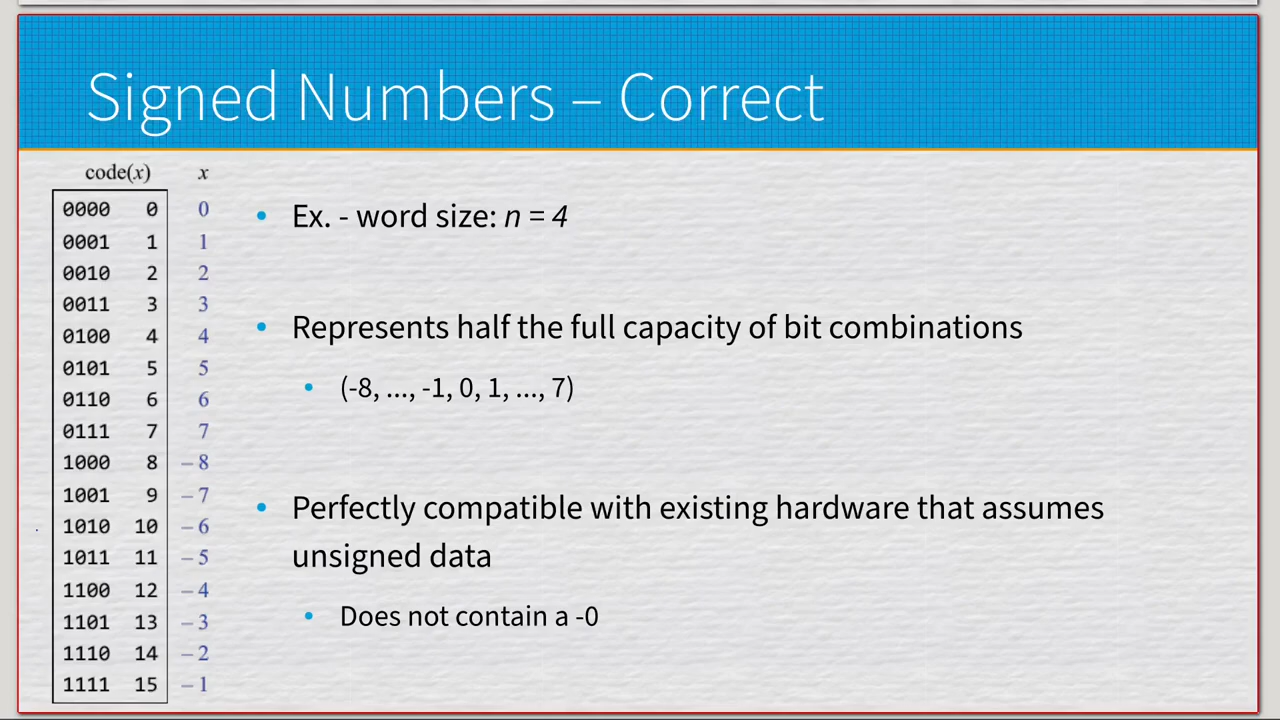 Signed Numbers – Correct
code(x) x
0000 0 0
0001 1 1
0010 2 2
0011 3 3
0100 4 4
0101 5 5
0110 6 6
0111 7 7
1000 8 – 8
1001 9 – 7
1010 10 – 6
1011 11 – 5
1100 12 – 4
1101 13 – 3
1110 14 – 2
1111 15 – 1
• Ex. - word size: n = 4
• Represents half the full capacity of bit combinations
• (-8, ..., -1, 0, 1, ..., 7)
• Perfectly compatible with existing hardware that assumes
unsigned data
• Does not contain a -0